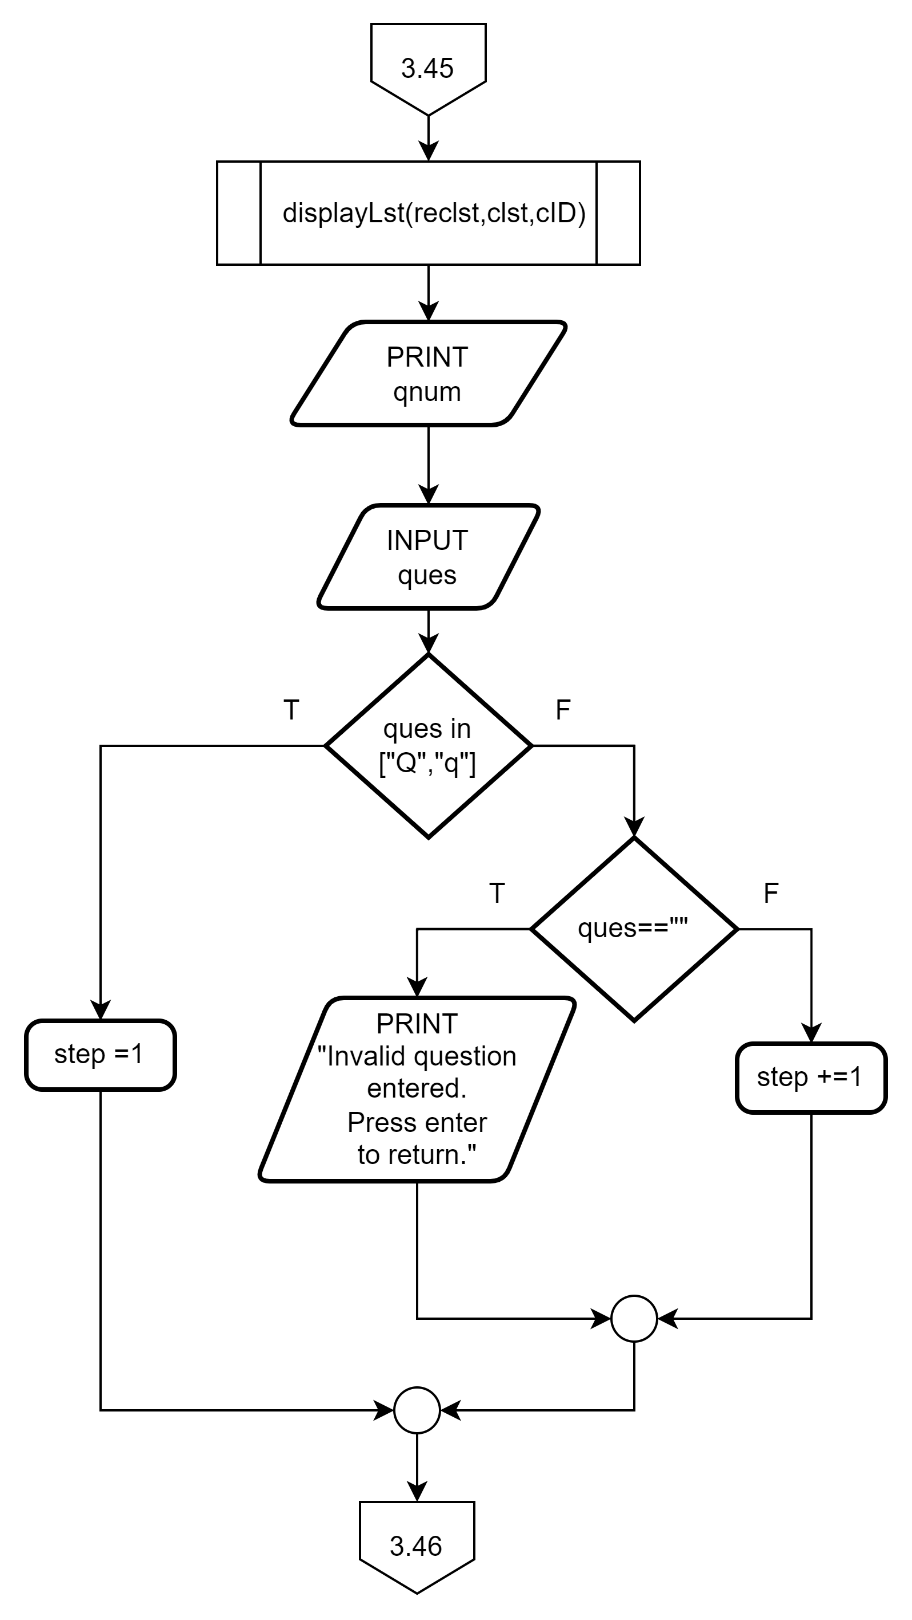 3.45
displayLst(reclst,clst,cID)
PRINT
qnum
INPUT
ques
T
F
ques in
["Q","q"]
T
F
ques==""
PRINT
"Invalid question
entered.
Press enter
to return."
step =1
step +=1
3.46